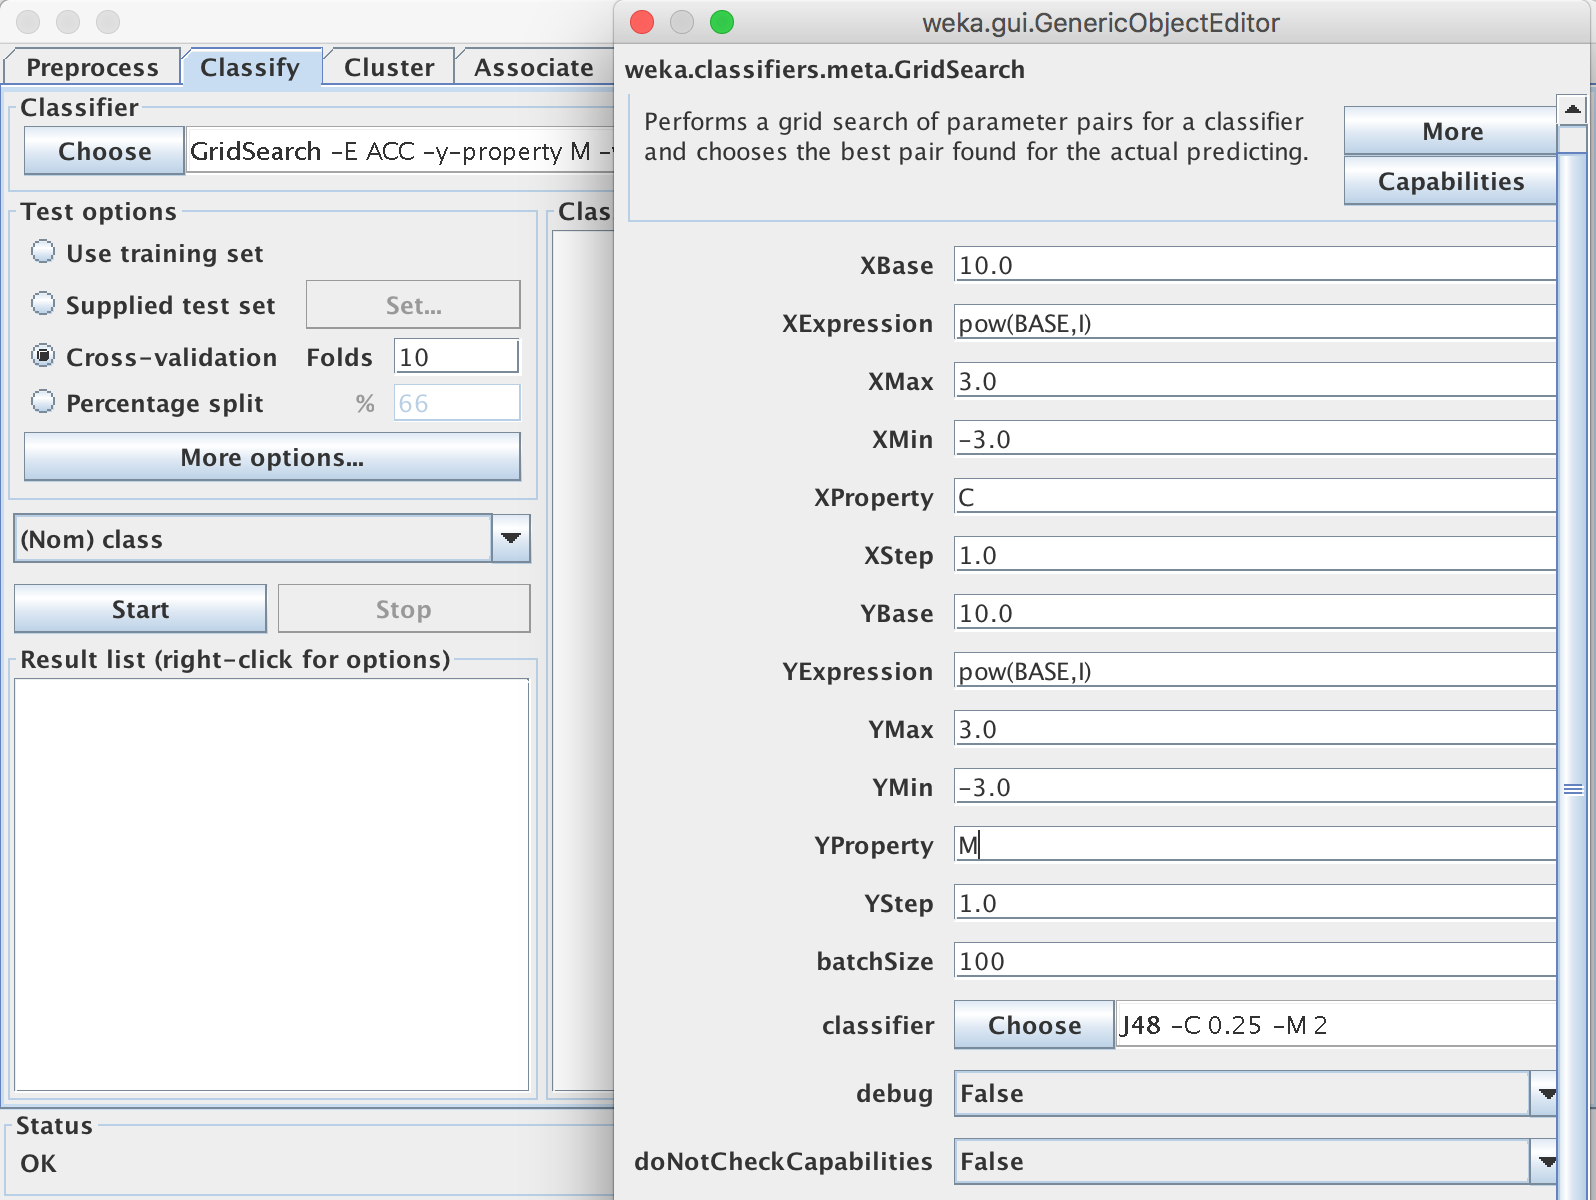 weka.gui.GenericObjectEditor
Preprocess Classify Cluster Associate
Classifier
Choose GridSearch -E ACC -y-property M
Test options
Use training set
Supplied test set Set...
Cross-validation Folds 10
Percentage split % 66
More options...
(Nom) class
Start Stop
Result list (right-click for options)
Status
OK
Clas
weka.classifiers.meta.GridSearch
Performs a grid search of parameter pairs for a classifier
and chooses the best pair found for the actual predicting.
More
Capabilities
XBase 10.0
XExpression pow(BASE,I)
XMax 3.0
XMin -3.0
XProperty C
XStep 1.0
YBase 10.0
YExpression pow(BASE,I)
YMax 3.0
YMin -3.0
YProperty M
YStep 1.0
batchSize 100
classifier Choose J48 -C 0.25 -M 2
debug False
doNotCheckCapabilities False